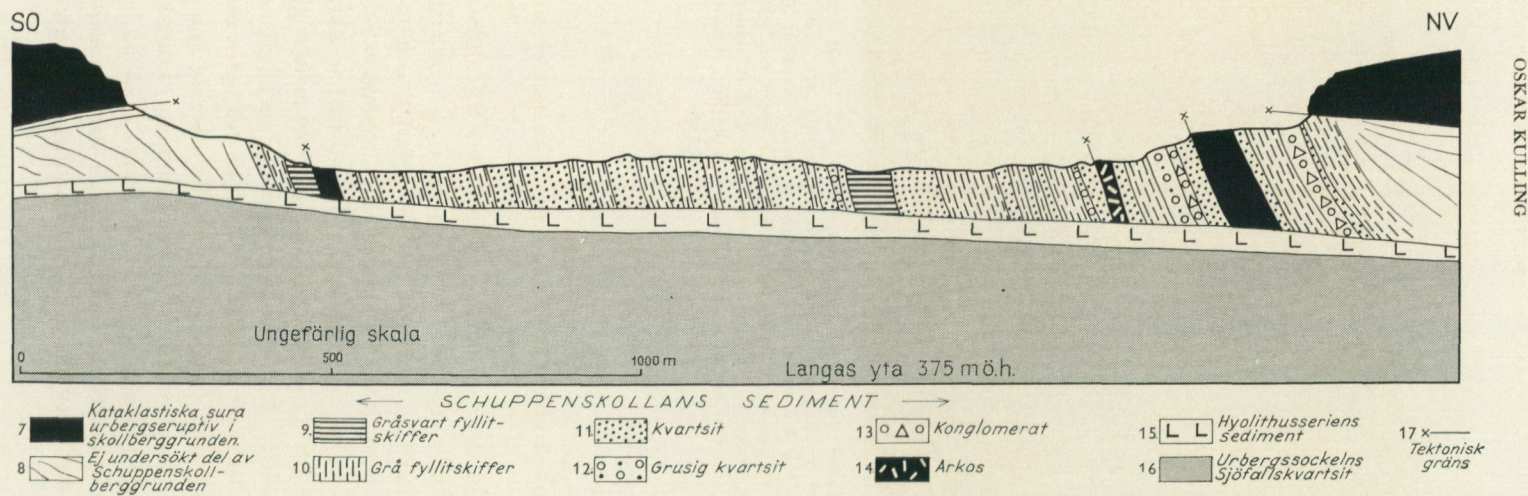 SO
NV
OSKAR KULLING
Ungefärlig skala
0 500 1000 m
Langas yta 375 mö.h.
SCHUPPENSKOLLANS SEDIMENT
7 Kataklastiska sura
urbergseruptiv i
skollberggrunden.
8 Ej undersökt del av
Schuppenskoll-
berggrunden
9. Gråsvart fyllit-
skiffer
10 Grå fyllitskiffer
11. Kvartsit
12. Grusig kvartsit
13 Konglomerat
14 Arkos
15. Hyolithusseriens
sediment
16 Urbergssockelns
Sjöfallskvartsit
17 x
Tektonisk
gräns